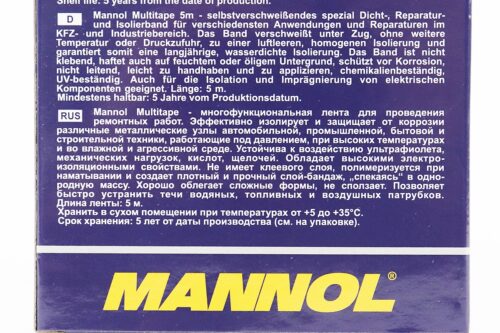 Shelf life: 5 years from the date of production.
D Mannol Multitape 5m - selbstverschweißendes spezial Dicht-, Reparatur-
und Isolierband für verschiedensten Anwendungen und Reparaturen im
KFZ- und Industriebereich. Das Band verschweißt unter Zug, ohne weitere
Temperatur oder Druckzufuhr, zu einer luftfreien, homogenen Isolierung und
garantiert somit eine langjährige, wasserdichte Isolierung. Das Band ist nicht
klebend, haftet auch auf feuchtem oder öligem Untergrund, schützt vor Korrosion,
nicht leitend, leicht zu handhaben und zu applizieren, chemikalienbeständig,
UV-beständig. Auch für die Isolation und Imprägnierung von elektrischen
Komponenten geeignet. Länge: 5 m.
Mindestens haltbar: 5 Jahre vom Produktionsdatum.
RUS Mannol Multitape - многофункциональная лента для проведения
ремонтных работ. Эффективно изолирует и защищает от коррозии
различные металлические узлы автомобильной, промышленной, бытовой и
строительной техники, работающие под давлением, при высоких температурах
и во влажной и агрессивной среде. Устойчива к воздействию ультрафиолета,
механических нагрузок, кислот, щелочей. Обладает высокими электро-
изоляционными свойствами. Не имеет клеевого слоя, полимеризуется при
наматывании и создает плотный и прочный слой-бандаж, „спекаясь" в одно-
родную массу. Хорошо облегает сложные формы, не сползает. Позволяет
быстро устранить течи водяных, топливных и воздушных патрубков.
Длина ленты: 5 м.
Хранить в сухом помещении при температурах от +5 до +35°С.
Срок хранения: 5 лет от даты производства (см. на упаковке).
MANNOL®